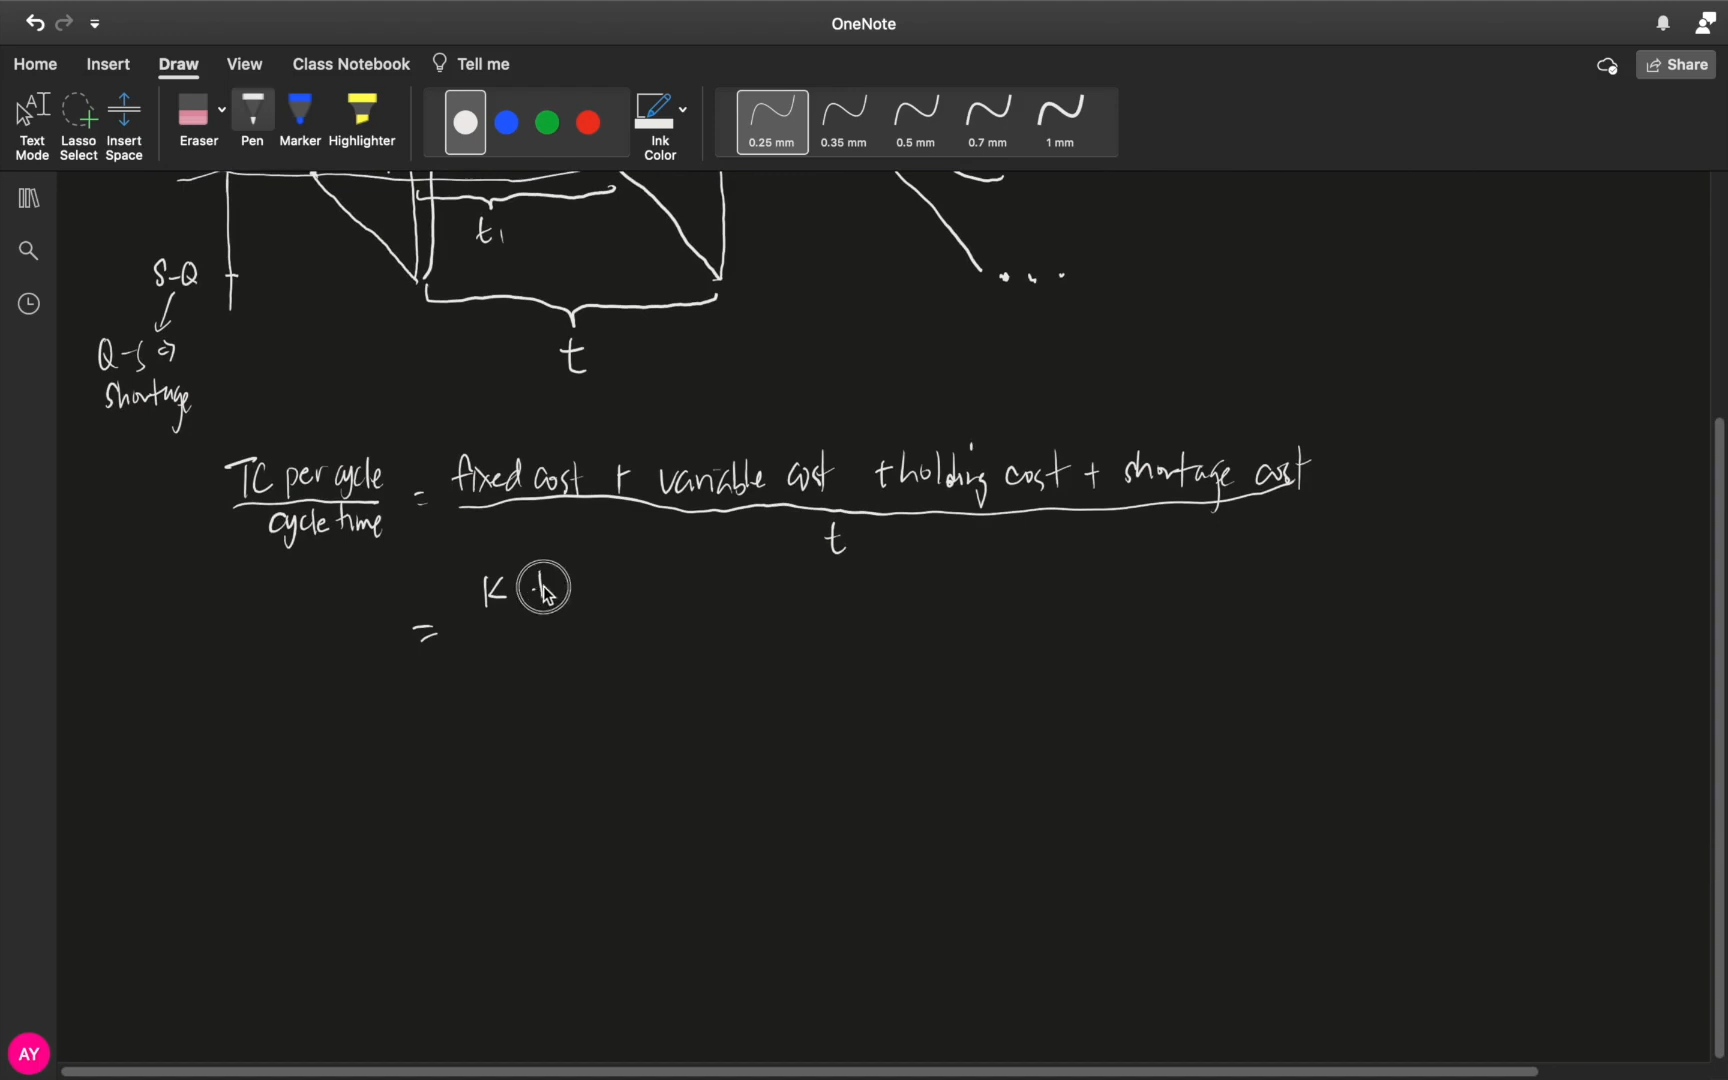 OneNote
Home Insert Draw View Class Notebook Tell me
Share
Text Mode
Lasso Select
Insert Space
Eraser
Pen
Marker
Highlighter
Ink Color
0.25 mm
0.35 mm
0.5 mm
0.7 mm
1 mm
t₁
S-Q
t
Q-S ⇒
shortage
TC per cycle = fixed cost + variable cost + holding cost + shortage cost
cycle time
t
K +
=
AY